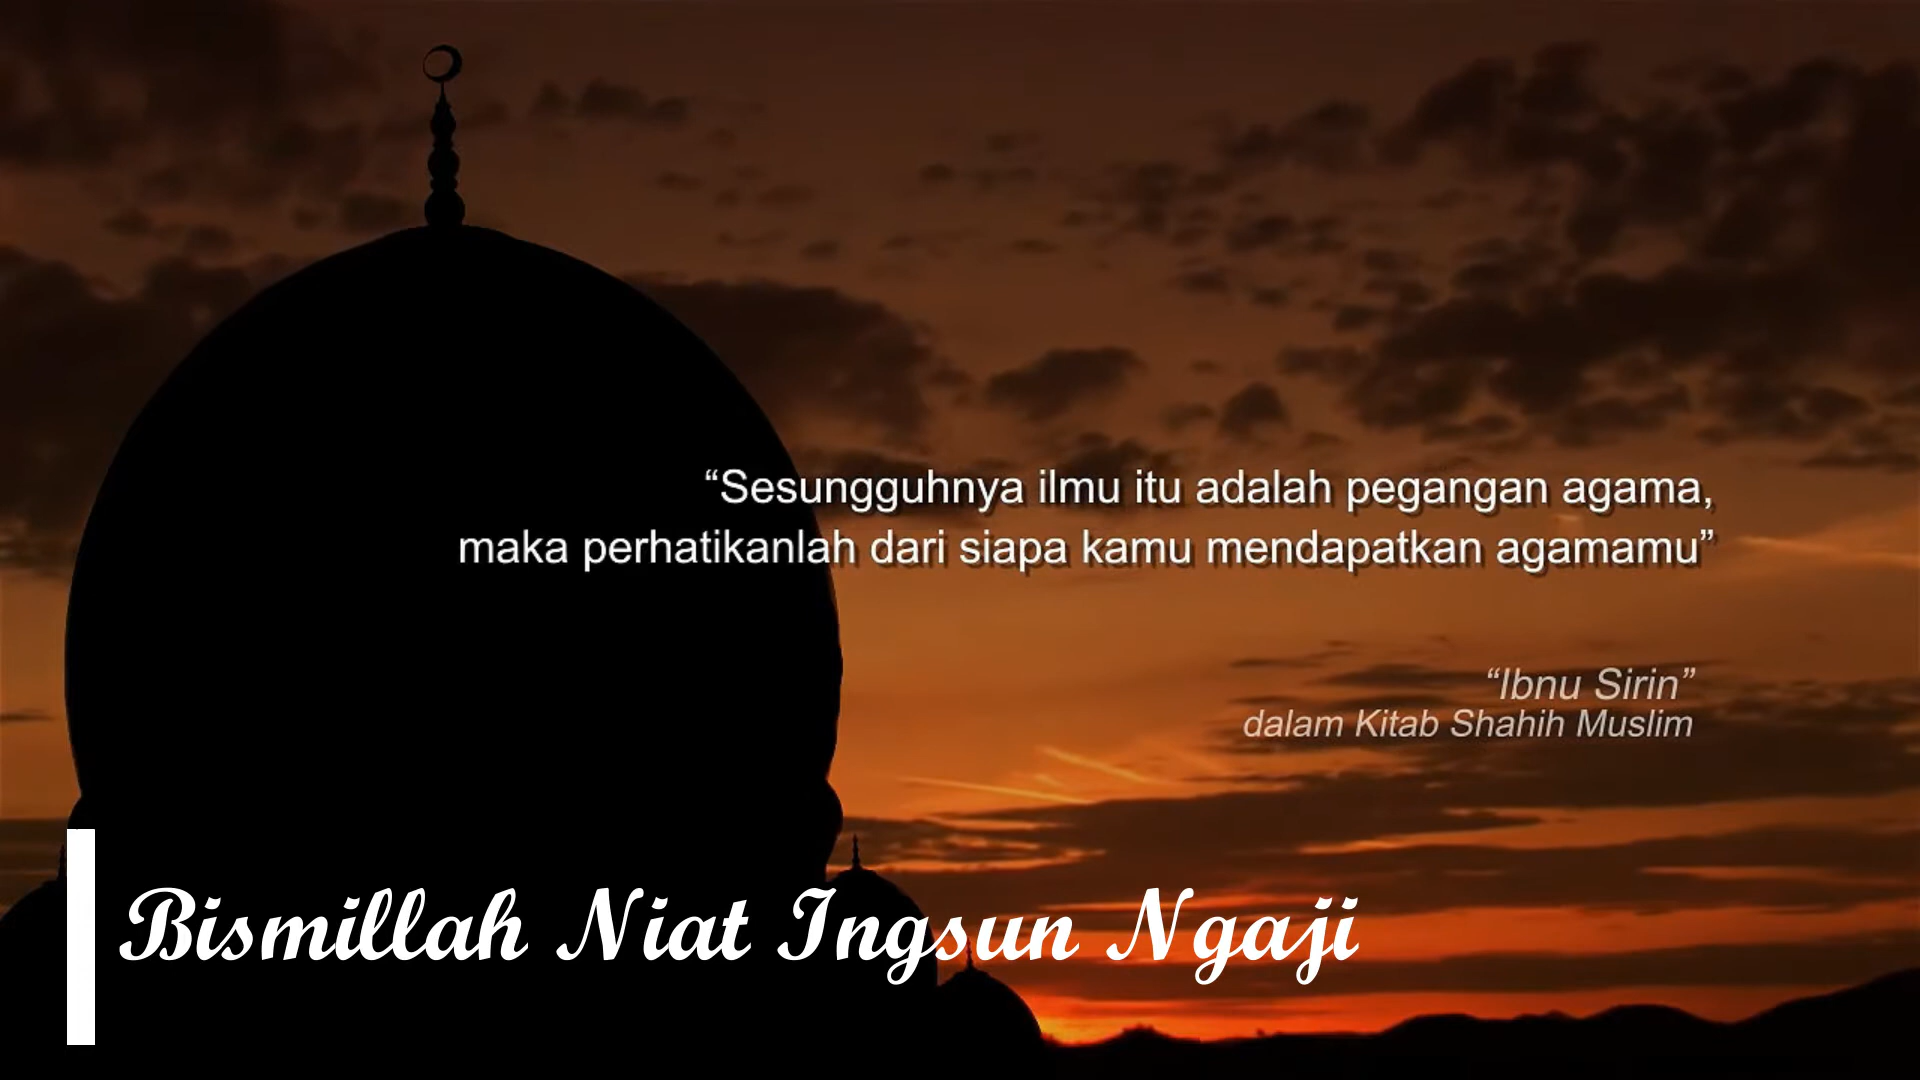 “Sesungguhnya ilmu itu adalah pegangan agama,
maka perhatikanlah dari siapa kamu mendapatkan agamamu”
“Ibnu Sirin”
dalam Kitab Shahih Muslim
Bismillah Niat Ingsun Ngaji